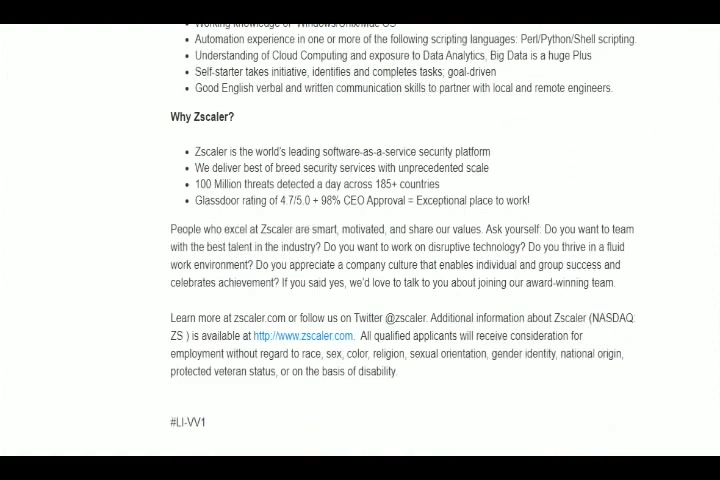 Working knowledge of Windows/Unix/Mac OS
Automation experience in one or more of the following scripting languages: Perl/Python/Shell scripting.
Understanding of Cloud Computing and exposure to Data Analytics, Big Data is a huge Plus
Self-starter takes initiative, identifies and completes tasks; goal-driven
Good English verbal and written communication skills to partner with local and remote engineers.
Why Zscaler?
Zscaler is the world's leading software-as-a-service security platform
We deliver best of breed security services with unprecedented scale
100 Million threats detected a day across 185+ countries
Glassdoor rating of 4.7/5.0 + 98% CEO Approval = Exceptional place to work!
People who excel at Zscaler are smart, motivated, and share our values. Ask yourself: Do you want to team
with the best talent in the industry? Do you want to work on disruptive technology? Do you thrive in a fluid
work environment? Do you appreciate a company culture that enables individual and group success and
celebrates achievement? If you said yes, we'd love to talk to you about joining our award-winning team.
Learn more at zscaler.com or follow us on Twitter @zscaler. Additional information about Zscaler (NASDAQ:
ZS ) is available at http://www.zscaler.com. All qualified applicants will receive consideration for
employment without regard to race, sex, color, religion, sexual orientation, gender identity, national origin,
protected veteran status, or on the basis of disability.
#LI-VV1